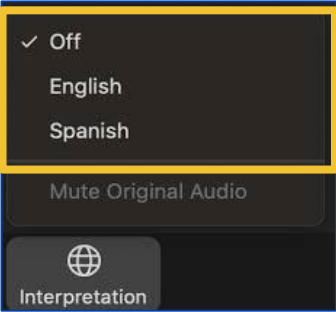 Off
English
Spanish
Mute Original Audio
Interpretation